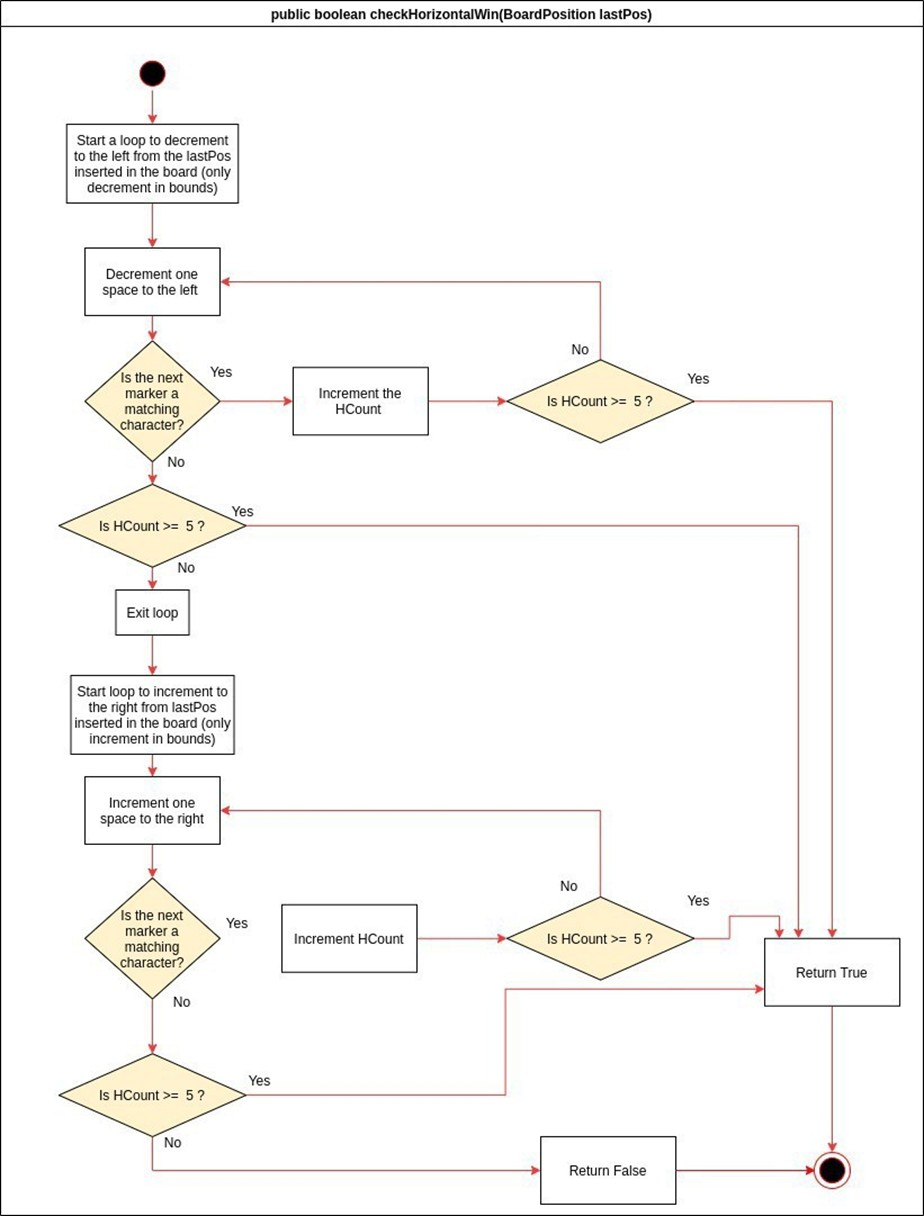 public boolean checkHorizontalWin(BoardPosition lastPos)
Start a loop to decrement
to the left from the lastPos
inserted in the board (only
decrement in bounds)
Decrement one
space to the left
Is the next
marker a
matching
character?
Yes
Increment the
HCount
Is HCount >= 5 ?
No
Yes
No
Is HCount >= 5 ?
Yes
No
Exit loop
Start loop to increment to
the right from lastPos
inserted in the board (only
increment in bounds)
Increment one
space to the right
Is the next
marker a
matching
character?
Yes
Increment HCount
Is HCount >= 5 ?
No
Yes
Return True
No
Is HCount >= 5 ?
Yes
No
Return False